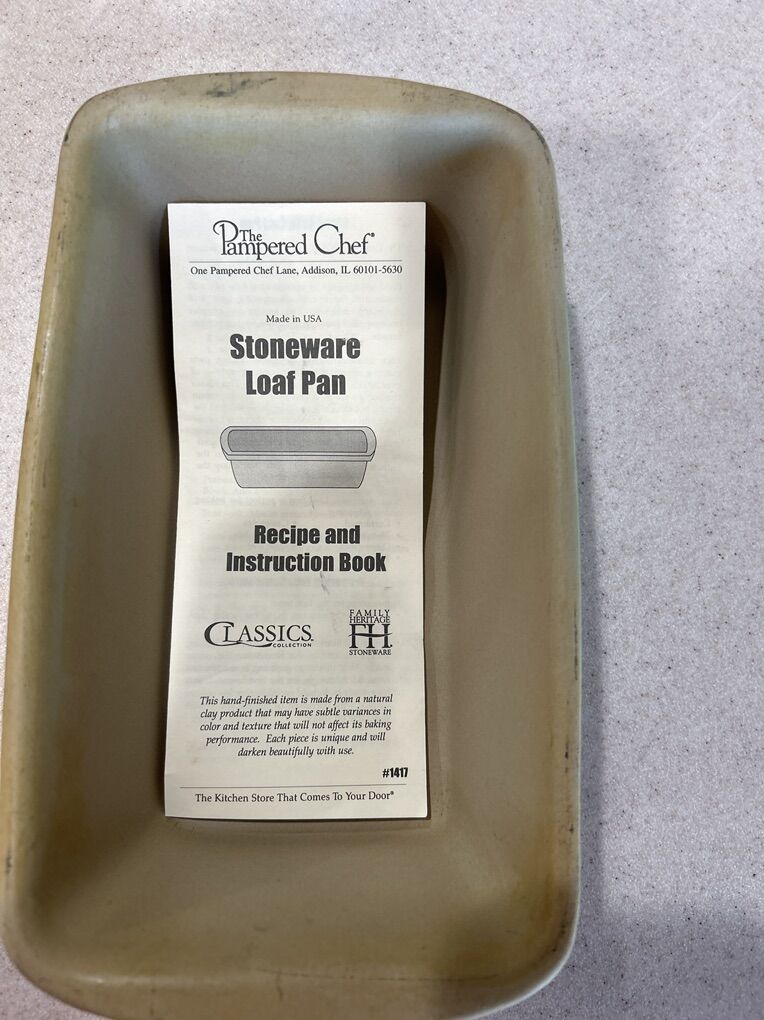 The Pampered Chef®
One Pampered Chef Lane, Addison, IL 60101-5630
Made in USA
Stoneware
Loaf Pan
Recipe and
Instruction Book
CLASSICS
COLLECTION
FAMILY
HERITAGE
FH
STONEWARE
This hand-finished item is made from a natural
clay product that may have subtle variances in
color and texture that will not affect its baking
performance. Each piece is unique and will
darken beautifully with use.
#1417
The Kitchen Store That Comes To Your Door®